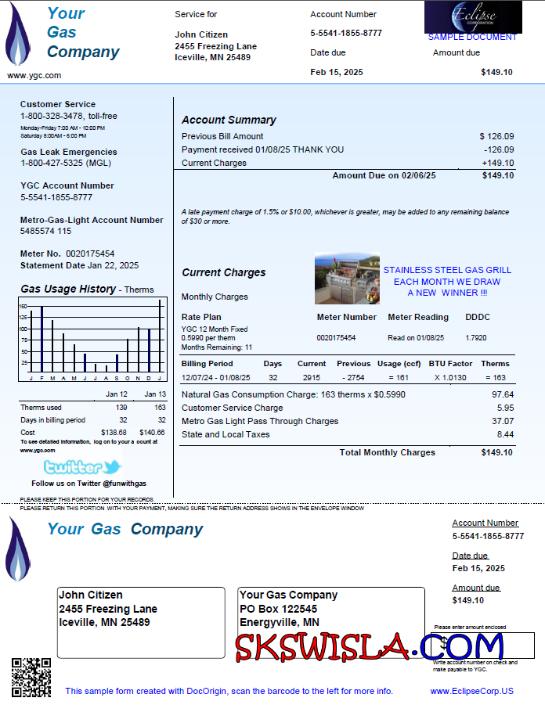 Your
Gas
Company
www.ygc.com
Service for
John Citizen
2455 Freezing Lane
Iceville, MN 25489
Account Number
5-5541-1855-8777
Date due
Feb 15, 2025
Eclipse
CORPORATION
SAMPLE DOCUMENT
Amount due
$149.10
Customer Service
1-800-328-3478, toll-free
Monday-Friday 7:00 AM - 10:00 PM
Saturday 8:00AM - 6:00 PM
Gas Leak Emergencies
1-800-427-5325 (MGL)
YGC Account Number
5-5541-1855-8777
Metro-Gas-Light Account Number
5485574 115
Meter No. 0020175454
Statement Date Jan 22, 2025
Gas Usage History - Therms
150
125
100
75
50
25
J F M A M J J A S O N D J
Jan 12 Jan 13
Therms used 139 163
Days in billing period 32 32
Cost $138.68 $140.66
To see detailed information, log on to your a count at
www.ygc.com
twitter
Follow us on Twitter @funwithgas
Account Summary
Previous Bill Amount $ 126.09
Payment received 01/08/25 THANK YOU -126.09
Current Charges +149.10
Amount Due on 02/06/25 $149.10
A late payment charge of 1.5% or $10.00, whichever is greater, may be added to any remaining balance
of $30 or more.
Current Charges
Monthly Charges
STAINLESS STEEL GAS GRILL
EACH MONTH WE DRAW
A NEW WINNER !!!
Rate Plan Meter Number Meter Reading DDDC
YGC 12 Month Fixed
0.5990 per therm 0020175454 Read on 01/08/25 1.7920
Months Remaining: 11
Billing Period Days Current Previous Usage (ccf) BTU Factor Therms
12/07/24 - 01/08/25 32 2915 - 2754 = 161 X 1.0130 = 163
Natural Gas Consumption Charge: 163 therms x $0.5990 97.64
Customer Service Charge 5.95
Metro Gas Light Pass Through Charges 37.07
State and Local Taxes 8.44
Total Monthly Charges $149.10
PLEASE KEEP THIS PORTION FOR YOUR RECORDS
PLEASE RETURN THIS PORTION WITH YOUR PAYMENT, MAKING SURE THE RETURN ADDRESS SHOWS IN THE ENVELOPE WINDOW
Your Gas Company
Account Number
5-5541-1855-8777
Date due
Feb 15, 2025
Amount due
$149.10
John Citizen
2455 Freezing Lane
Iceville, MN 25489
Your Gas Company
PO Box 122545
Energyville, MN
Please enter amount enclosed
$
SKSWISLA.COM
Write account number on check and
make payable to YGC.
This sample form created with DocOrigin, scan the barcode to the left for more info.
www.EclipseCorp.US